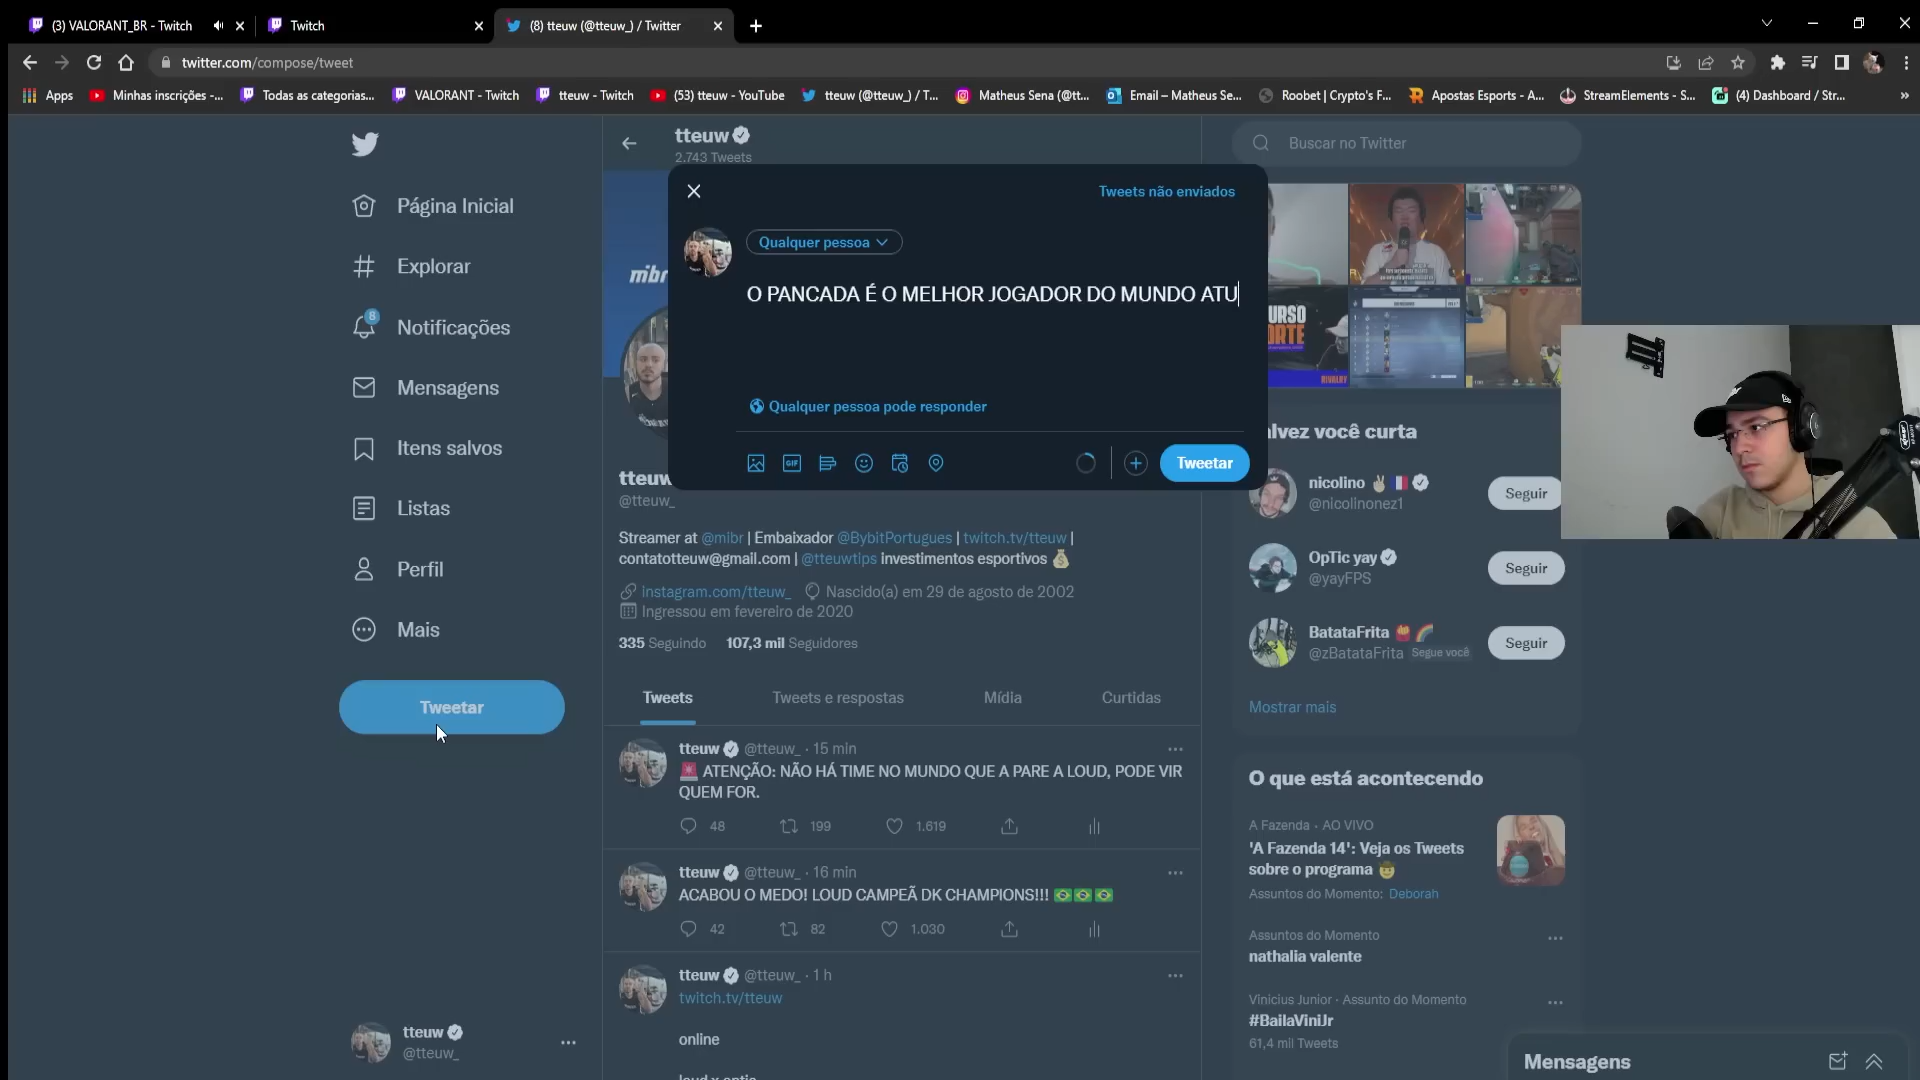 (3) VALORANT_BR - Twitch
Twitch
(8) tteuw (@tteuw_) / Twitter
twitter.com/compose/tweet
Apps
Minhas inscrições -...
Todas as categorias...
VALORANT - Twitch
tteuw - Twitch
(53) tteuw - YouTube
tteuw (@tteuw_) / T...
Matheus Sena (@tt...
Email – Matheus Se...
Roobet | Crypto's F...
Apostas Esports - A...
StreamElements - S...
(4) Dashboard / Str...
»
Página Inicial
Explorar
8
Notificações
Mensagens
Itens salvos
Listas
Perfil
Mais
Tweetar
tteuw
@tteuw_
tteuw
2.743 Tweets
mibr
Tweets não enviados
Qualquer pessoa
O PANCADA É O MELHOR JOGADOR DO MUNDO ATU
Qualquer pessoa pode responder
GIF
Tweetar
tteuw
@tteuw_
Streamer at @mibr | Embaixador @BybitPortugues | twitch.tv/tteuw |
contatotteuw@gmail.com | @tteuwtips investimentos esportivos
instagram.com/tteuw_ Nascido(a) em 29 de agosto de 2002
Ingressou em fevereiro de 2020
335 Seguindo 107,3 mil Seguidores
Tweets
Tweets e respostas
Mídia
Curtidas
tteuw @tteuw_ · 15 min
ATENÇÃO: NÃO HÁ TIME NO MUNDO QUE A PARE A LOUD, PODE VIR
QUEM FOR.
48 199 1.619
tteuw @tteuw_ · 16 min
ACABOU O MEDO! LOUD CAMPEÃ DK CHAMPIONS!!! 🇧🇷🇧🇷🇧🇷
42 82 1.030
tteuw @tteuw_ · 1 h
twitch.tv/tteuw
online
loud x optic
Buscar no Twitter
URSO
ORTE
RIVALRY
alvez você curta
nicolino
@nicolinonez1
Seguir
OpTic yay
@yayFPS
Seguir
BatataFrita
@zBatataFrita Segue você
Seguir
Mostrar mais
O que está acontecendo
A Fazenda · AO VIVO
'A Fazenda 14': Veja os Tweets
sobre o programa
Assuntos do Momento: Deborah
Assuntos do Momento
nathalia valente
Vinicius Junior · Assunto do Momento
#BailaViniJr
61,4 mil Tweets
Mensagens